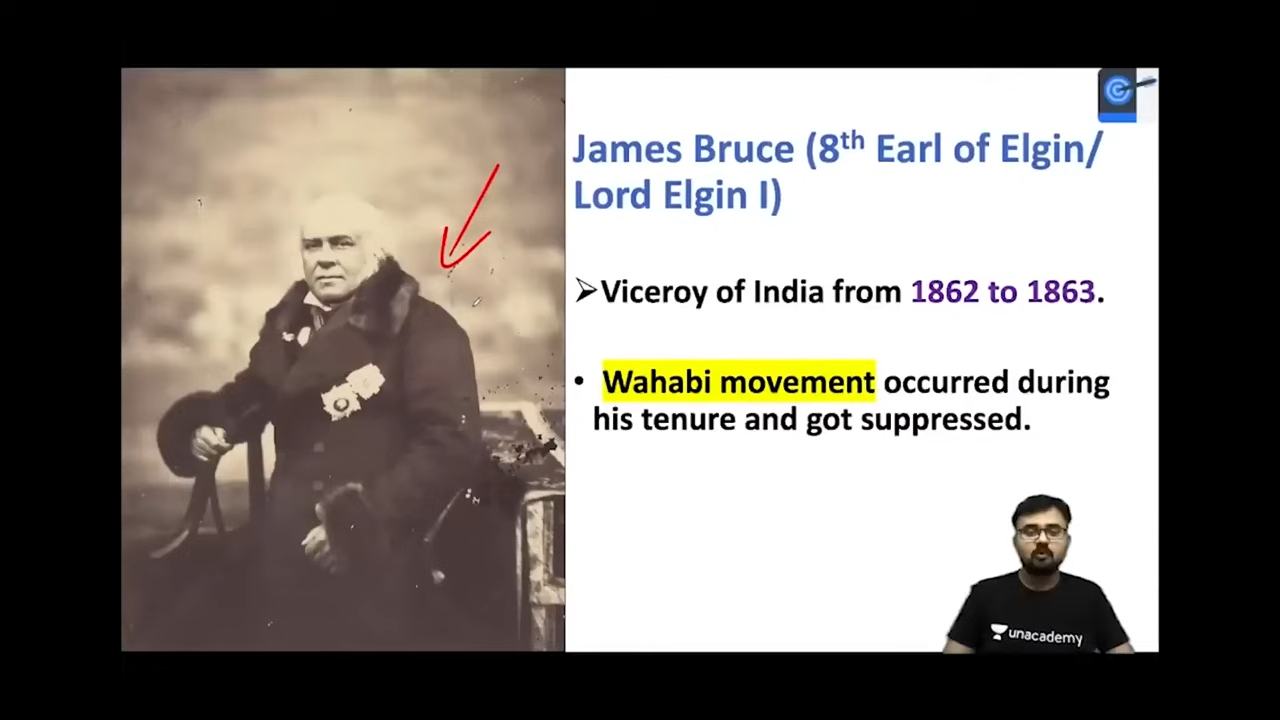 James Bruce (8th Earl of Elgin/
Lord Elgin I)
➢Viceroy of India from 1862 to 1863.
• Wahabi movement occurred during
his tenure and got suppressed.
unacademy